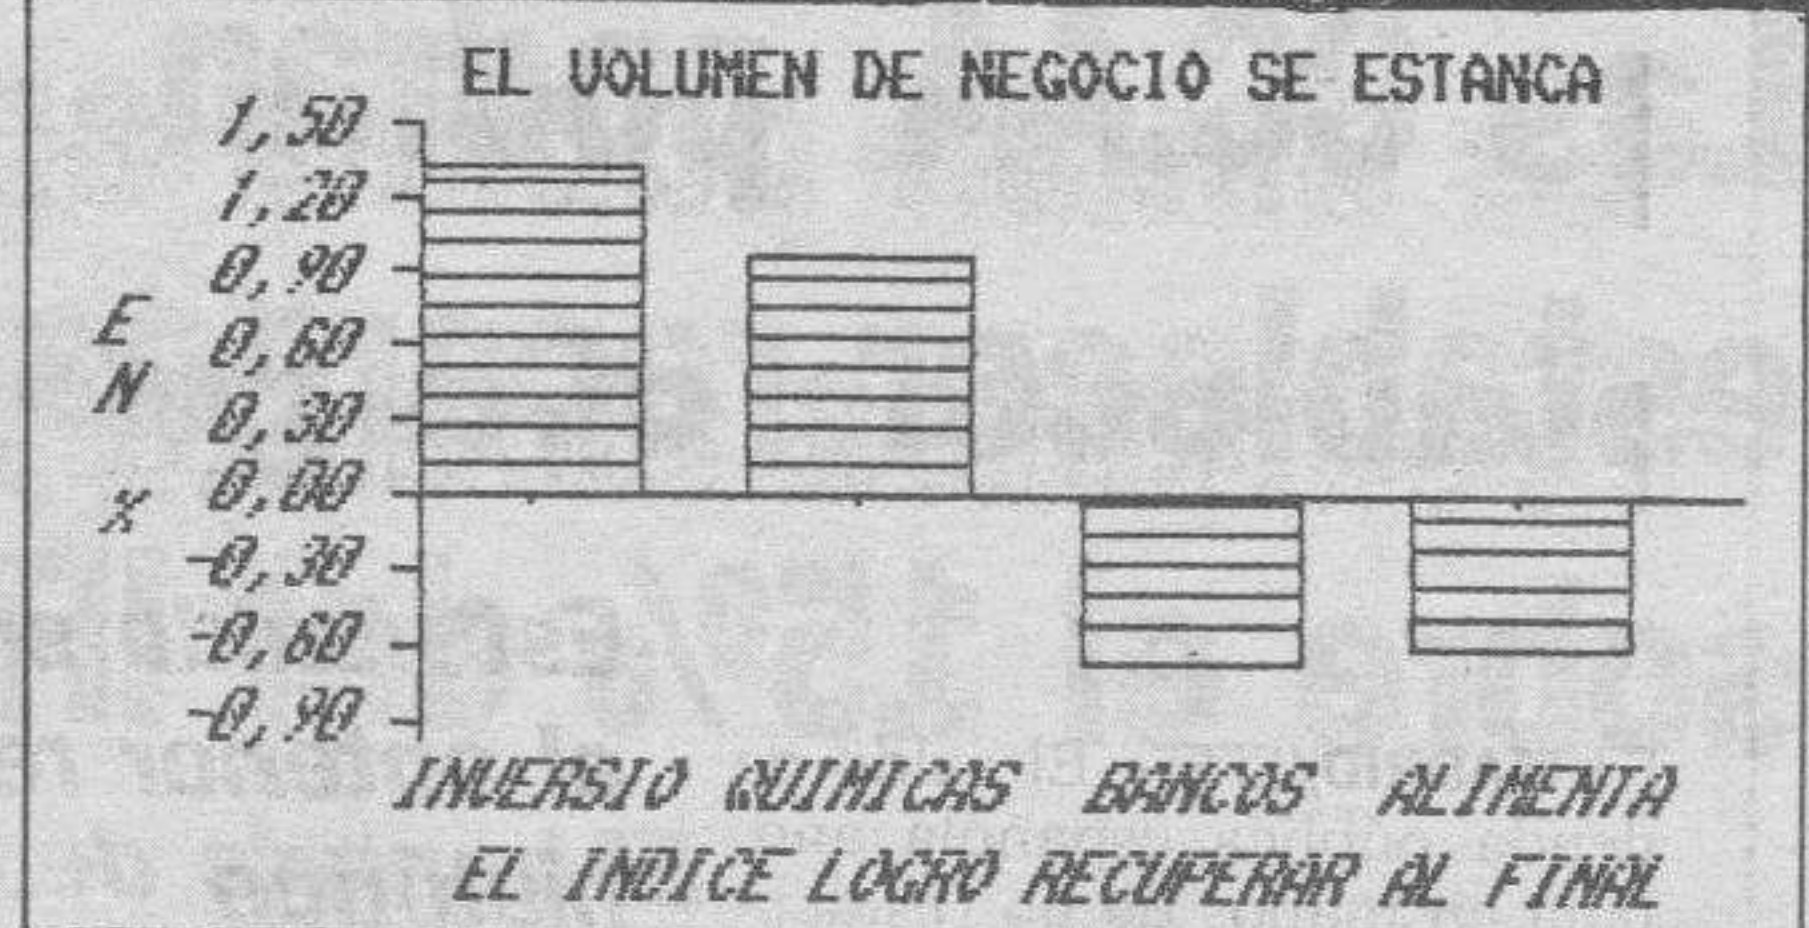 EL VOLUMEN DE NEGOCIO SE ESTANCA
1,50
1,20
0,90
0,60
0,30
0,00
-0,30
-0,60
-0,90
EN %
INVERSIO QUIMICAS BANCOS ALIMENTA
EL INDICE LOGRO RECUPERAR AL FINAL